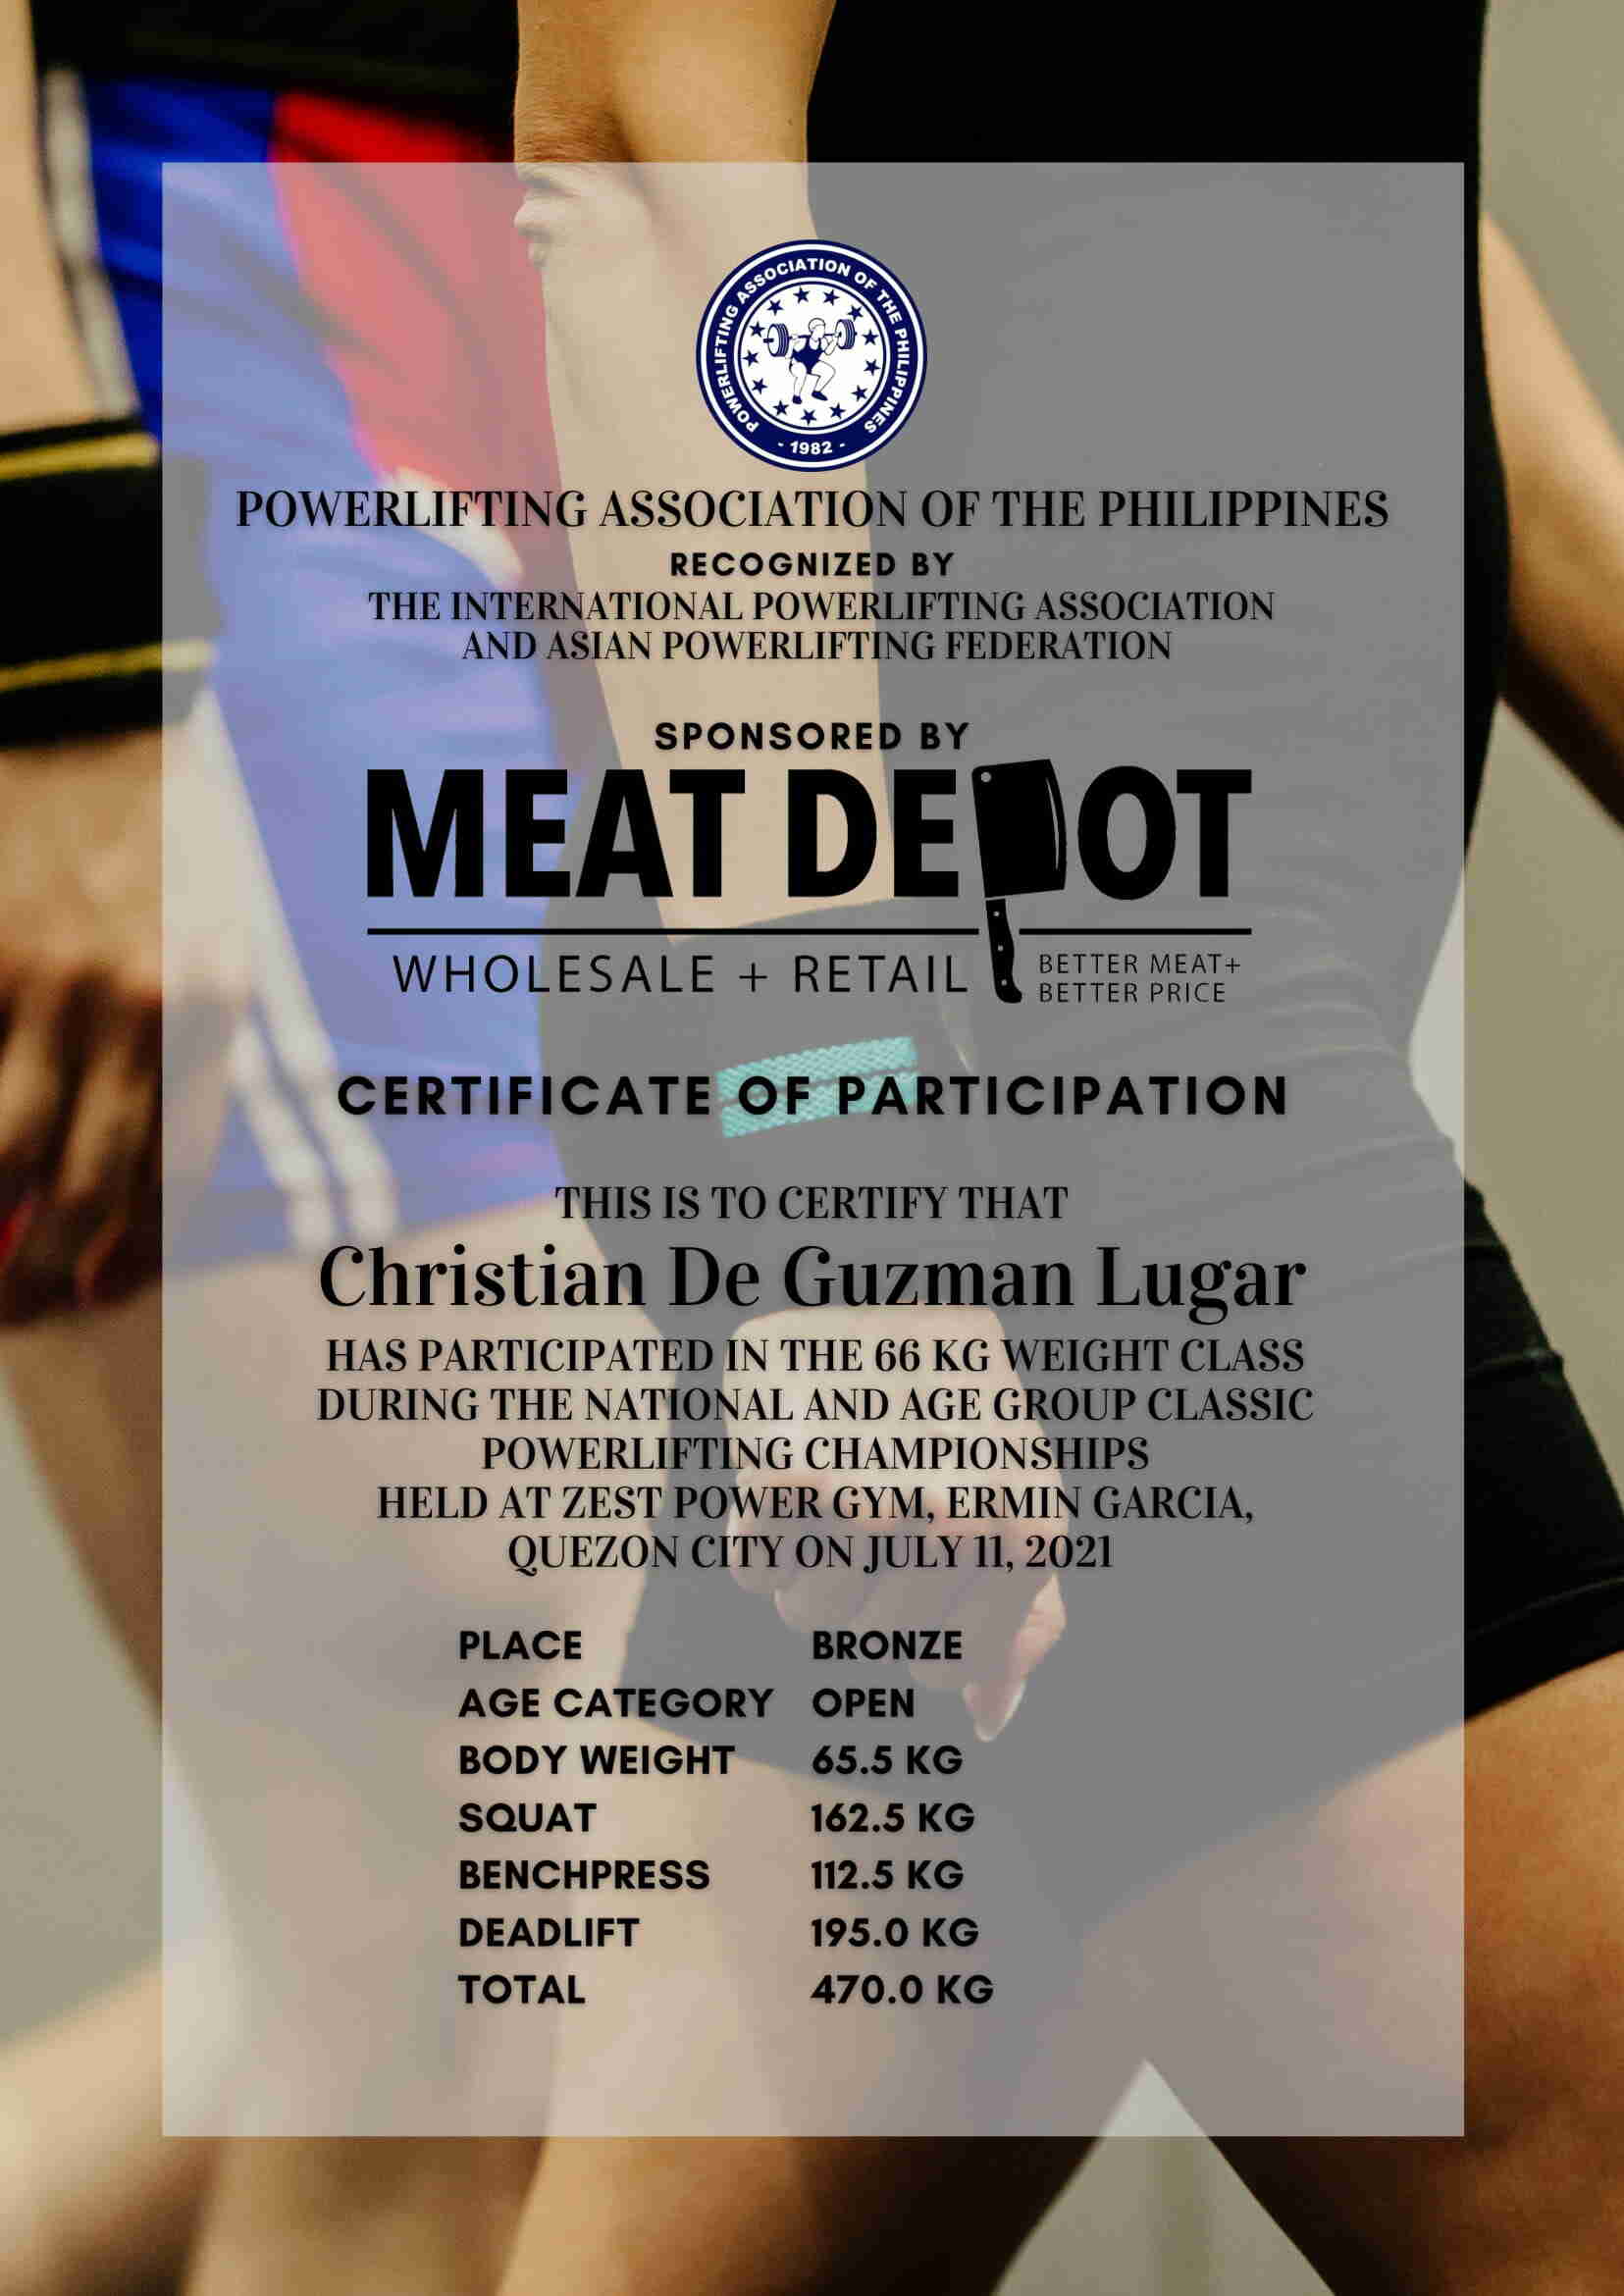 POWERLIFTING ASSOCIATION OF THE PHILIPPINES
- 1982 -
POWERLIFTING ASSOCIATION OF THE PHILIPPINES
RECOGNIZED BY
THE INTERNATIONAL POWERLIFTING ASSOCIATION
AND ASIAN POWERLIFTING FEDERATION
SPONSORED BY
MEAT DEPOT
WHOLESALE + RETAIL
BETTER MEAT+
BETTER PRICE
CERTIFICATE OF PARTICIPATION
THIS IS TO CERTIFY THAT
Christian De Guzman Lugar
HAS PARTICIPATED IN THE 66 KG WEIGHT CLASS
DURING THE NATIONAL AND AGE GROUP CLASSIC
POWERLIFTING CHAMPIONSHIPS
HELD AT ZEST POWER GYM, ERMIN GARCIA,
QUEZON CITY ON JULY 11, 2021
PLACE BRONZE
AGE CATEGORY OPEN
BODY WEIGHT 65.5 KG
SQUAT 162.5 KG
BENCHPRESS 112.5 KG
DEADLIFT 195.0 KG
TOTAL 470.0 KG